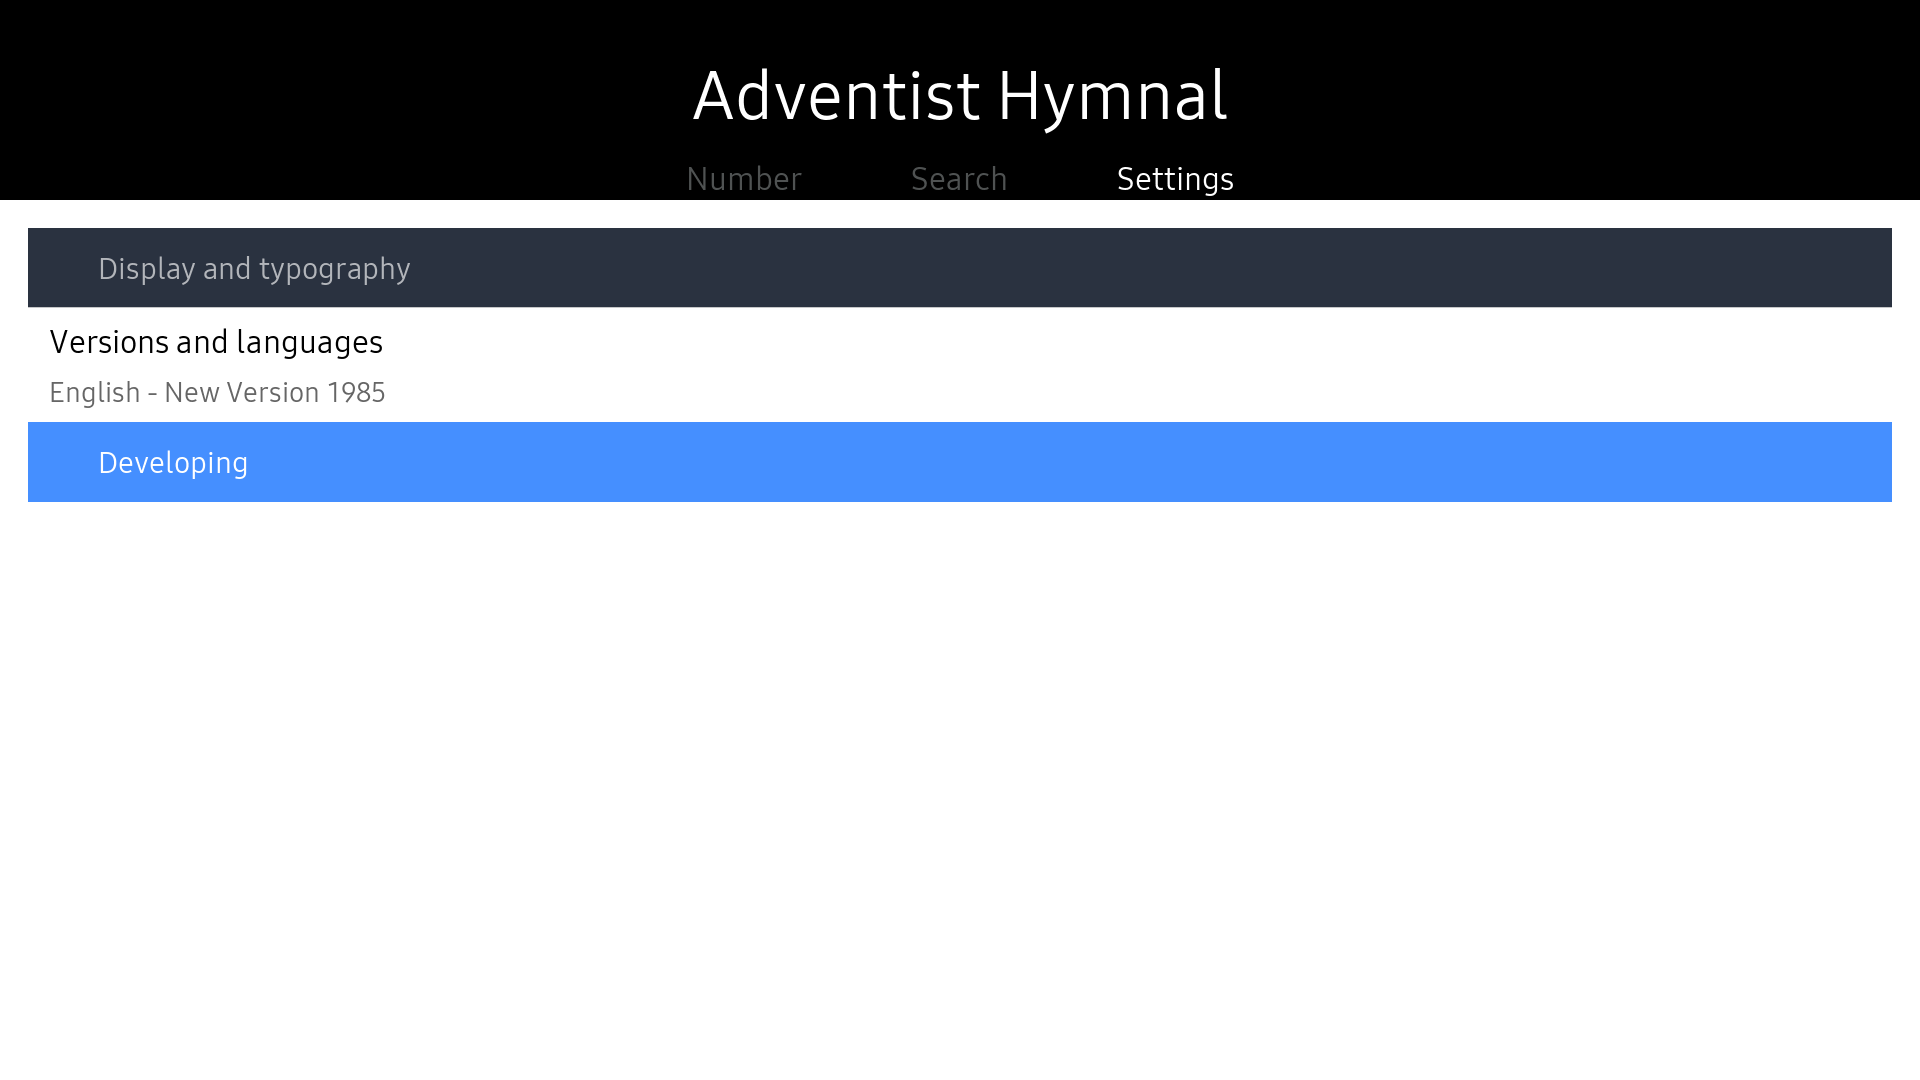 Adventist Hymnal
Number Search Settings
Display and typography
Versions and languages
English - New Version 1985
Developing